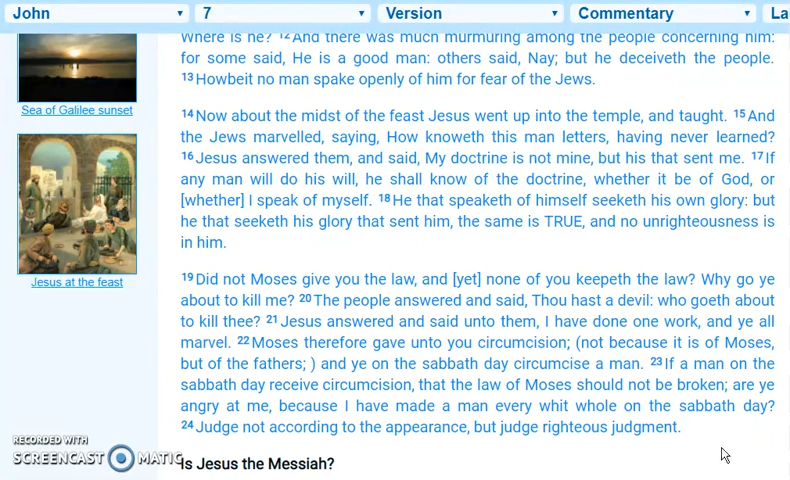 John 7 Version Commentary La
Where is he? 12 And there was much murmuring among the people concerning him:
for some said, He is a good man: others said, Nay; but he deceiveth the people.
13 Howbeit no man spake openly of him for fear of the Jews.
Sea of Galilee sunset
14 Now about the midst of the feast Jesus went up into the temple, and taught. 15 And
the Jews marvelled, saying, How knoweth this man letters, having never learned?
16 Jesus answered them, and said, My doctrine is not mine, but his that sent me. 17 If
any man will do his will, he shall know of the doctrine, whether it be of God, or
[whether] I speak of myself. 18 He that speaketh of himself seeketh his own glory: but
he that seeketh his glory that sent him, the same is TRUE, and no unrighteousness is
in him.
Jesus at the feast
19 Did not Moses give you the law, and [yet] none of you keepeth the law? Why go ye
about to kill me? 20 The people answered and said, Thou hast a devil: who goeth about
to kill thee? 21 Jesus answered and said unto them, I have done one work, and ye all
marvel. 22 Moses therefore gave unto you circumcision; (not because it is of Moses,
but of the fathers; ) and ye on the sabbath day circumcise a man. 23 If a man on the
sabbath day receive circumcision, that the law of Moses should not be broken; are ye
angry at me, because I have made a man every whit whole on the sabbath day?
24 Judge not according to the appearance, but judge righteous judgment.
RECORDED WITH
SCREENCAST MATIC
Is Jesus the Messiah?